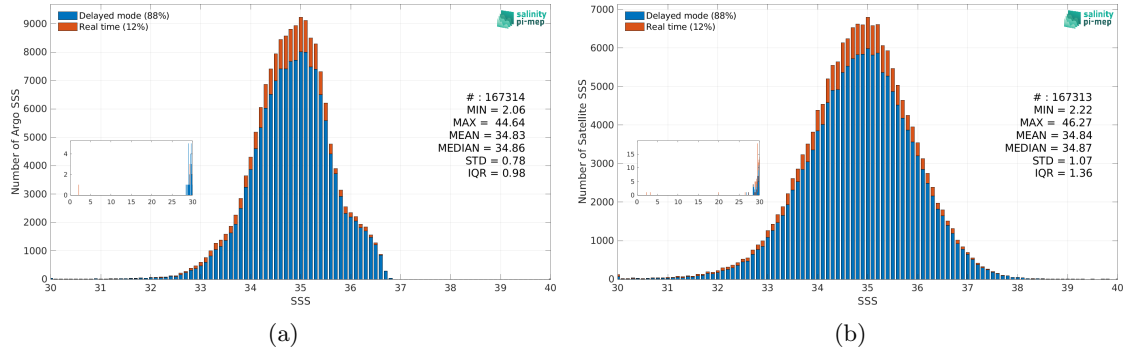 Delayed mode (88%)
Real time (12%)
salinity
pi-mep
9000
8000
7000
6000
5000
4000
3000
2000
1000
0
Number of Argo SSS
# : 167314
MIN = 2.06
MAX = 44.64
MEAN = 34.83
MEDIAN = 34.86
STD = 0.78
IQR = 0.98
4
2
0
0 5 10 15 20 25 30
30 31 32 33 34 35 36 37 38 39 40
SSS
(a)
Delayed mode (88%)
Real time (12%)
salinity
pi-mep
7000
6000
5000
4000
3000
2000
1000
0
Number of Satellite SSS
# : 167313
MIN = 2.22
MAX = 46.27
MEAN = 34.84
MEDIAN = 34.87
STD = 1.07
IQR = 1.36
15
10
5
0
0 5 10 15 20 25 30
30 31 32 33 34 35 36 37 38 39 40
SSS
(b)